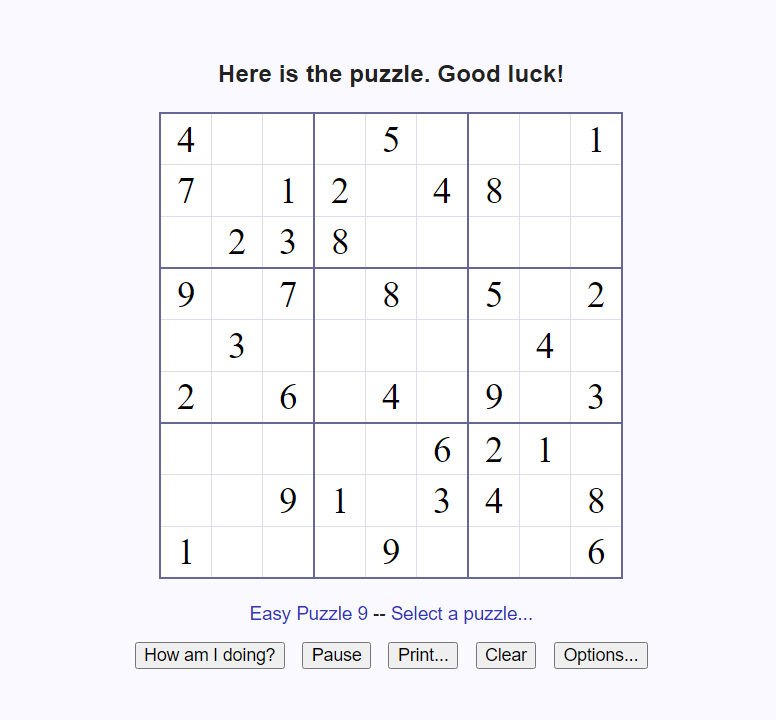 Here is the puzzle. Good luck!
4 5 1
7 1 2 4 8
2 3 8
9 7 8 5 2
3 4
2 6 4 9 3
6 2 1
9 1 3 4 8
1 9 6
Easy Puzzle 9 -- Select a puzzle...
How am I doing? Pause Print... Clear Options...